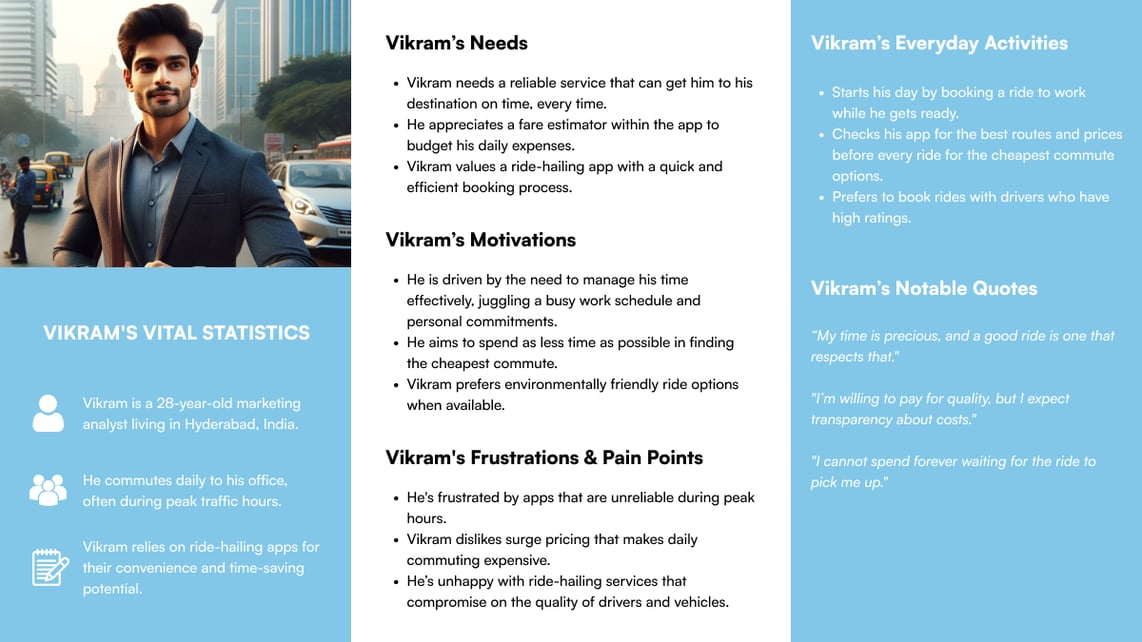 VIKRAM'S VITAL STATISTICS
Vikram is a 28-year-old marketing
analyst living in Hyderabad, India.
He commutes daily to his office,
often during peak traffic hours.
Vikram relies on ride-hailing apps for
their convenience and time-saving
potential.
Vikram’s Needs
• Vikram needs a reliable service that can get him to his
destination on time, every time.
• He appreciates a fare estimator within the app to
budget his daily expenses.
• Vikram values a ride-hailing app with a quick and
efficient booking process.
Vikram’s Motivations
• He is driven by the need to manage his time
effectively, juggling a busy work schedule and
personal commitments.
• He aims to spend as less time as possible in finding
the cheapest commute.
• Vikram prefers environmentally friendly ride options
when available.
Vikram's Frustrations & Pain Points
• He's frustrated by apps that are unreliable during peak
hours.
• Vikram dislikes surge pricing that makes daily
commuting expensive.
• He’s unhappy with ride-hailing services that
compromise on the quality of drivers and vehicles.
Vikram’s Everyday Activities
• Starts his day by booking a ride to work
while he gets ready.
• Checks his app for the best routes and prices
before every ride for the cheapest commute
options.
• Prefers to book rides with drivers who have
high ratings.
Vikram’s Notable Quotes
“My time is precious, and a good ride is one that
respects that."
"I’m willing to pay for quality, but I expect
transparency about costs."
"I cannot spend forever waiting for the ride to
pick me up."